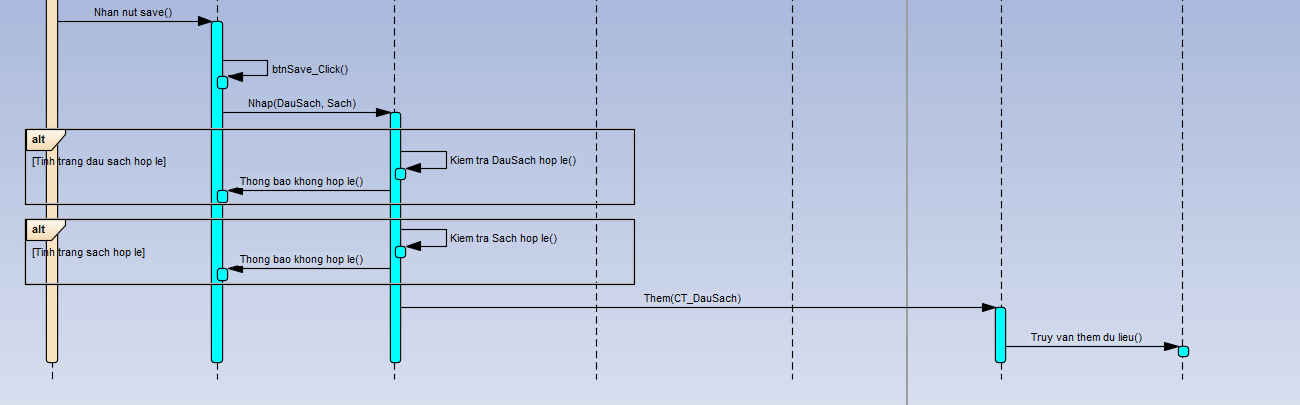 Nhan nut save()
btnSave_Click()
Nhap(DauSach, Sach)
alt
[Tinh trang dau sach hop le]
Kiem tra DauSach hop le()
Thong bao khong hop le()
alt
[Tinh trang sach hop le]
Kiem tra Sach hop le()
Thong bao khong hop le()
Them(CT_DauSach)
Truy van them du lieu()